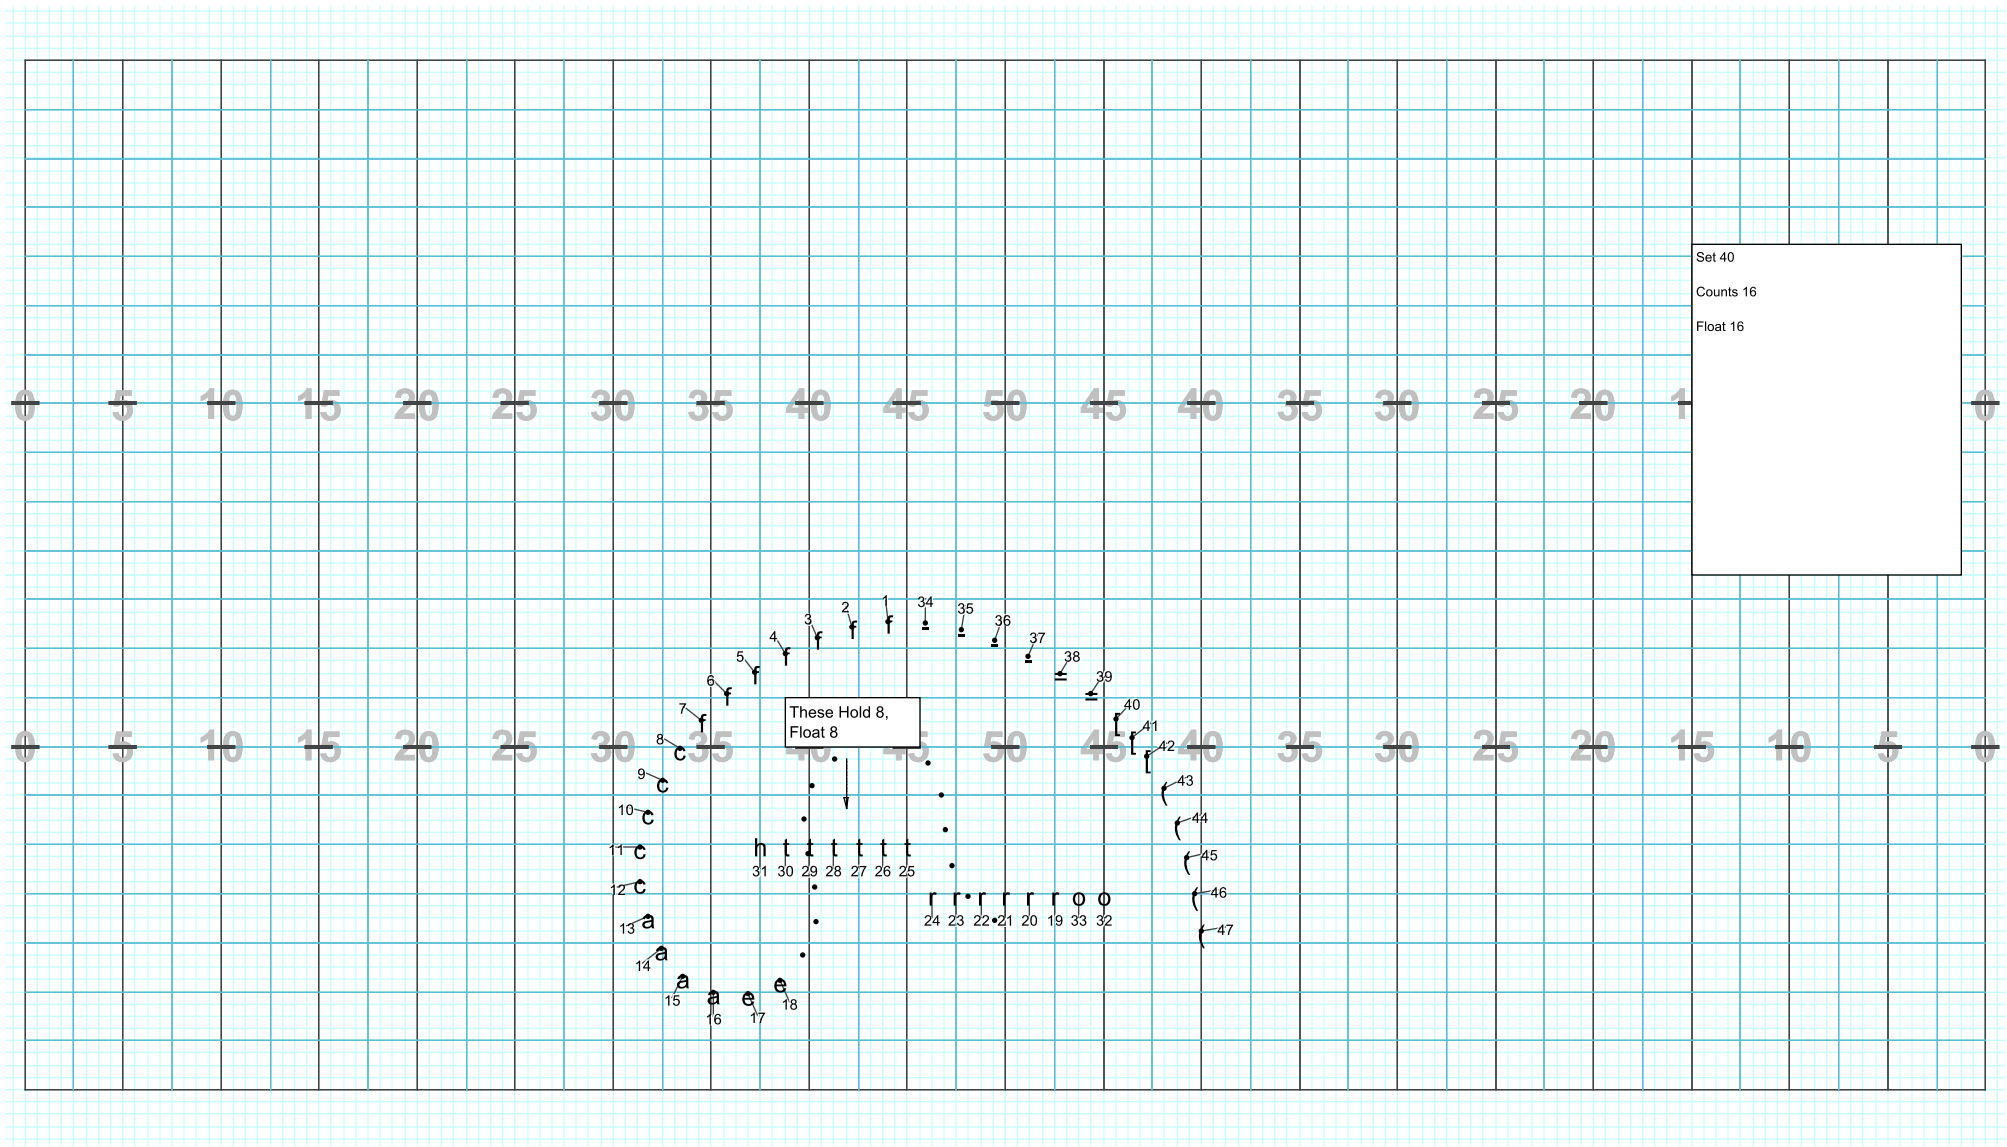 Set 40
Counts 16
Float 16
0 5 10 15 20 25 30 35 40 45 50 45 40 35 30 25 20 1 0
1 34
2 35
3 36
4 37
5 38
6 39
7 40
f f f f f f f
These Hold 8,
Float 8
41
8 42
0 5 10 15 20 25 30 35 40 45 50 45 40 35 30 25 20 15 10 5 0
[ [ [
9 43
10 44
c c c c c
11 45
h t t t t t t
31 30 29 28 27 26 25
12 46
r r r r r r o o
24 23 22 21 20 19 33 32
13 47
( ( ( ( (
14
a a a a e e
15 18
16 17